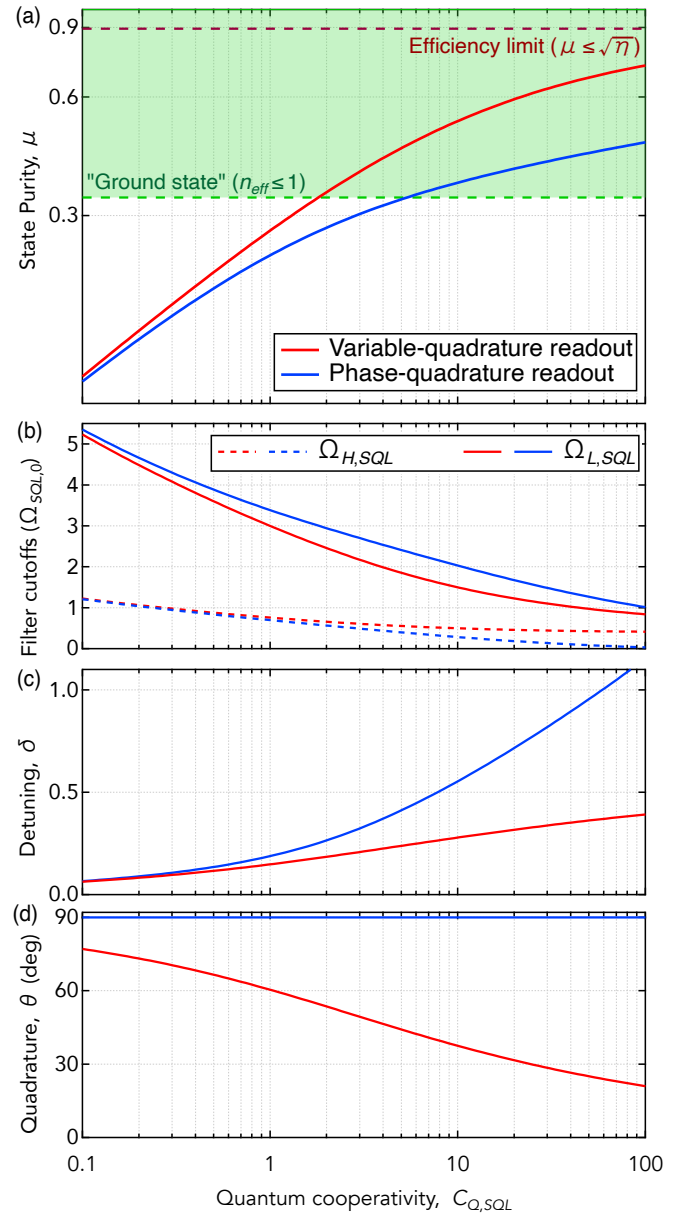 (a)
0.9
0.6
0.3
State Purity, μ
Efficiency limit (μ ≤ √η)
"Ground state" (n_eff ≤ 1)
Variable-quadrature readout
Phase-quadrature readout
(b)
5
4
3
2
1
0
Filter cutoffs (Ω_SQL,0)
Ω_H,SQL
Ω_L,SQL
(c)
1.0
0.5
0.0
Detuning, δ
(d)
90
60
30
0
Quadrature, θ (deg)
0.1
1
10
100
Quantum cooperativity, C_Q,SQL